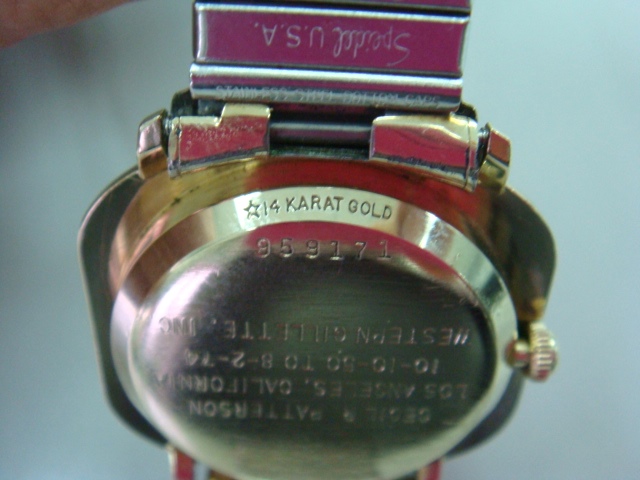 Speidel U.S.A.
☆14 KARAT GOLD
959171
CECIL R PATTERSON
LOS ANGELES, CALIFORNIA
10-10-50 TO 8-2-74
WESTERN GILLETTE, INC